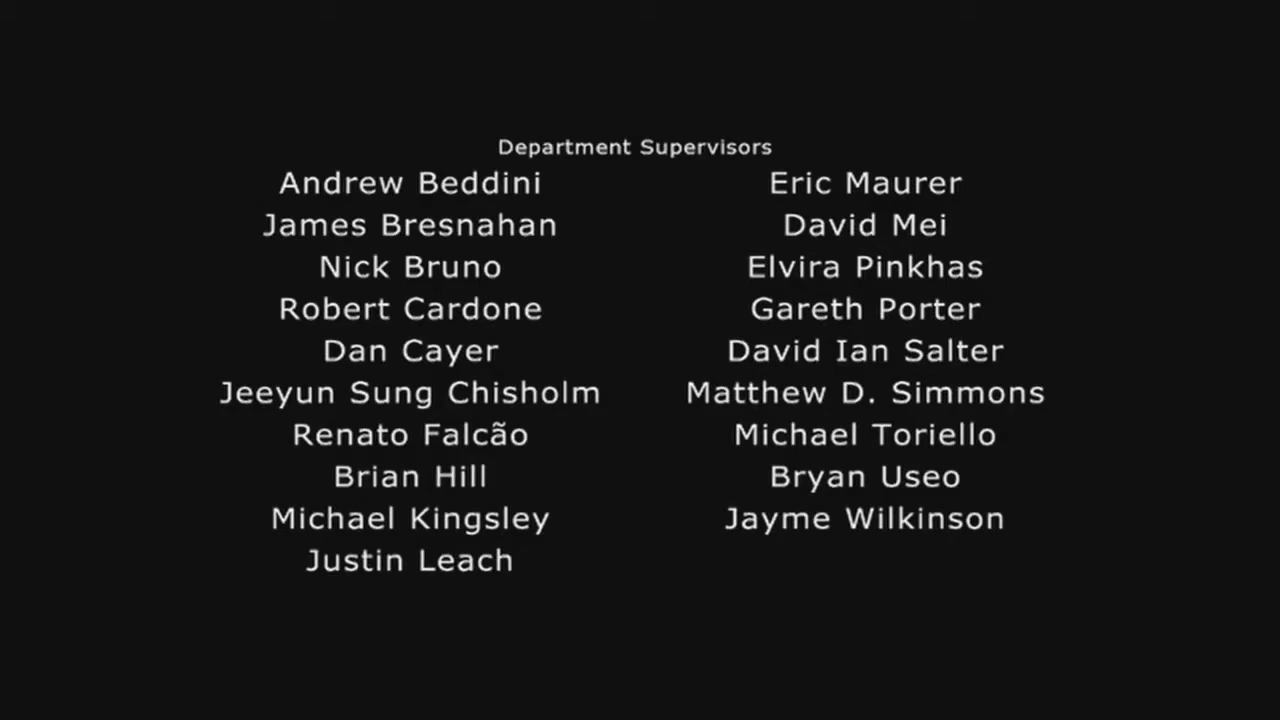 Department Supervisors
Andrew Beddini
James Bresnahan
Nick Bruno
Robert Cardone
Dan Cayer
Jeeyun Sung Chisholm
Renato Falcão
Brian Hill
Michael Kingsley
Justin Leach
Eric Maurer
David Mei
Elvira Pinkhas
Gareth Porter
David Ian Salter
Matthew D. Simmons
Michael Toriello
Bryan Useo
Jayme Wilkinson